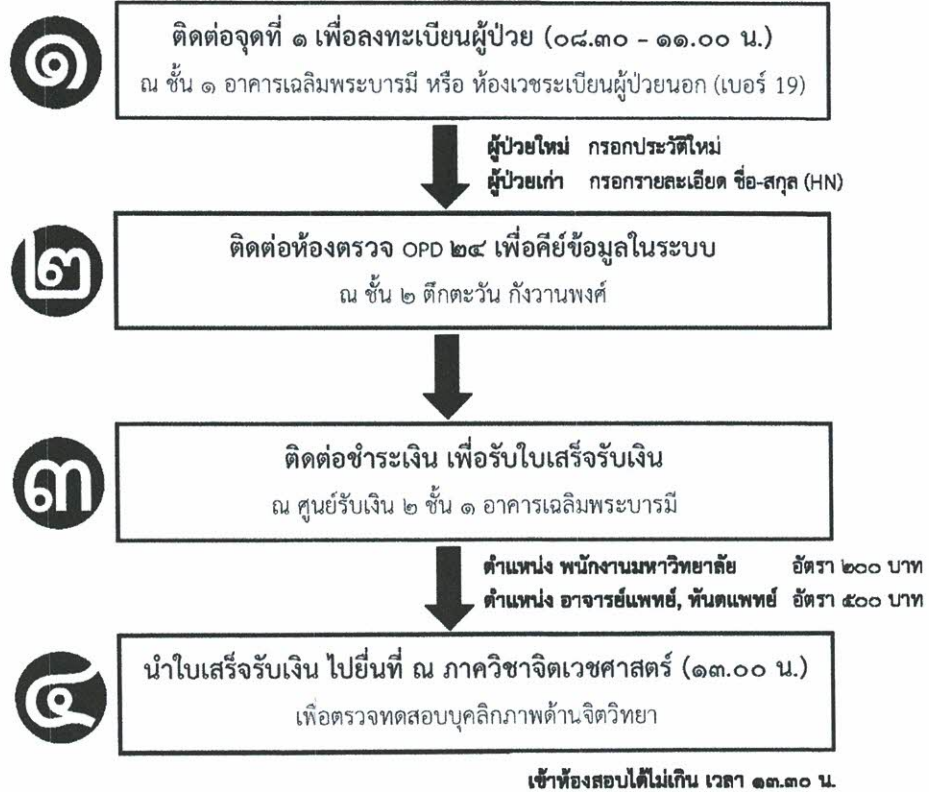 ๑
ติดต่อจุดที่ ๑ เพื่อลงทะเบียนผู้ป่วย (๐๘.๓๐ - ๑๑.๐๐ น.)
ณ ชั้น ๑ อาคารเฉลิมพระบารมี หรือ ห้องเวชระเบียนผู้ป่วยนอก (เบอร์ 19)
ผู้ป่วยใหม่ กรอกประวัติใหม่
ผู้ป่วยเก่า กรอกรายละเอียด ชื่อ-สกุล (HN)
๒
ติดต่อห้องตรวจ OPD ๒๔ เพื่อคีย์ข้อมูลในระบบ
ณ ชั้น ๒ ตึกตะวัน กังวานพงศ์
๓
ติดต่อชำระเงิน เพื่อรับใบเสร็จรับเงิน
ณ ศูนย์รับเงิน ๒ ชั้น ๑ อาคารเฉลิมพระบารมี
ตำแหน่ง พนักงานมหาวิทยาลัย อัตรา ๒๐๐ บาท
ตำแหน่ง อาจารย์แพทย์, ทันตแพทย์ อัตรา ๕๐๐ บาท
๔
นำใบเสร็จรับเงิน ไปยื่นที่ ณ ภาควิชาจิตเวชศาสตร์ (๑๓.๐๐ น.)
เพื่อตรวจทดสอบบุคลิกภาพด้านจิตวิทยา
เข้าห้องสอบได้ไม่เกิน เวลา ๑๓.๓๐ น.